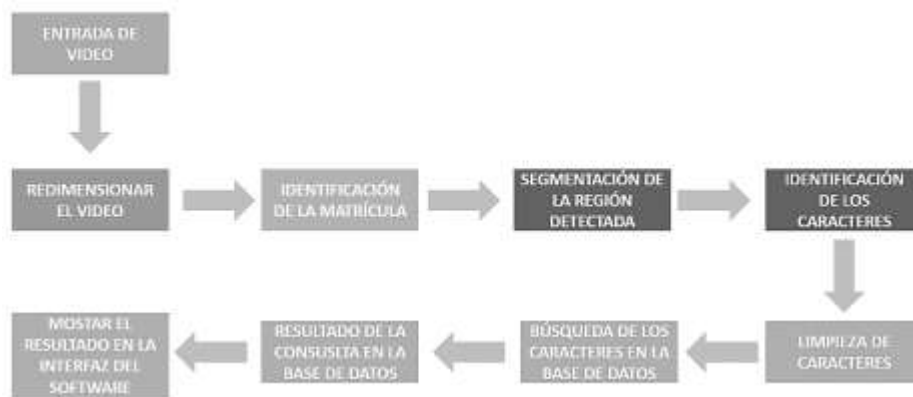 ENTRADA DE
VIDEO
REDIMENSIONAR
EL VIDEO
IDENTIFICACIÓN
DE LA MATRÍCULA
SEGMENTACIÓN DE
LA REGIÓN
DETECTADA
IDENTIFICACIÓN
DE LOS
CARACTERES
LIMPIEZA DE
CARACTERES
BÚSQUEDA DE LOS
CARACTERES EN LA
BASE DE DATOS
RESULTADO DE LA
CONSUSLTA EN LA
BASE DE DATOS
MOSTAR EL
RESULTADO EN LA
INTERFAZ DEL
SOFTWARE